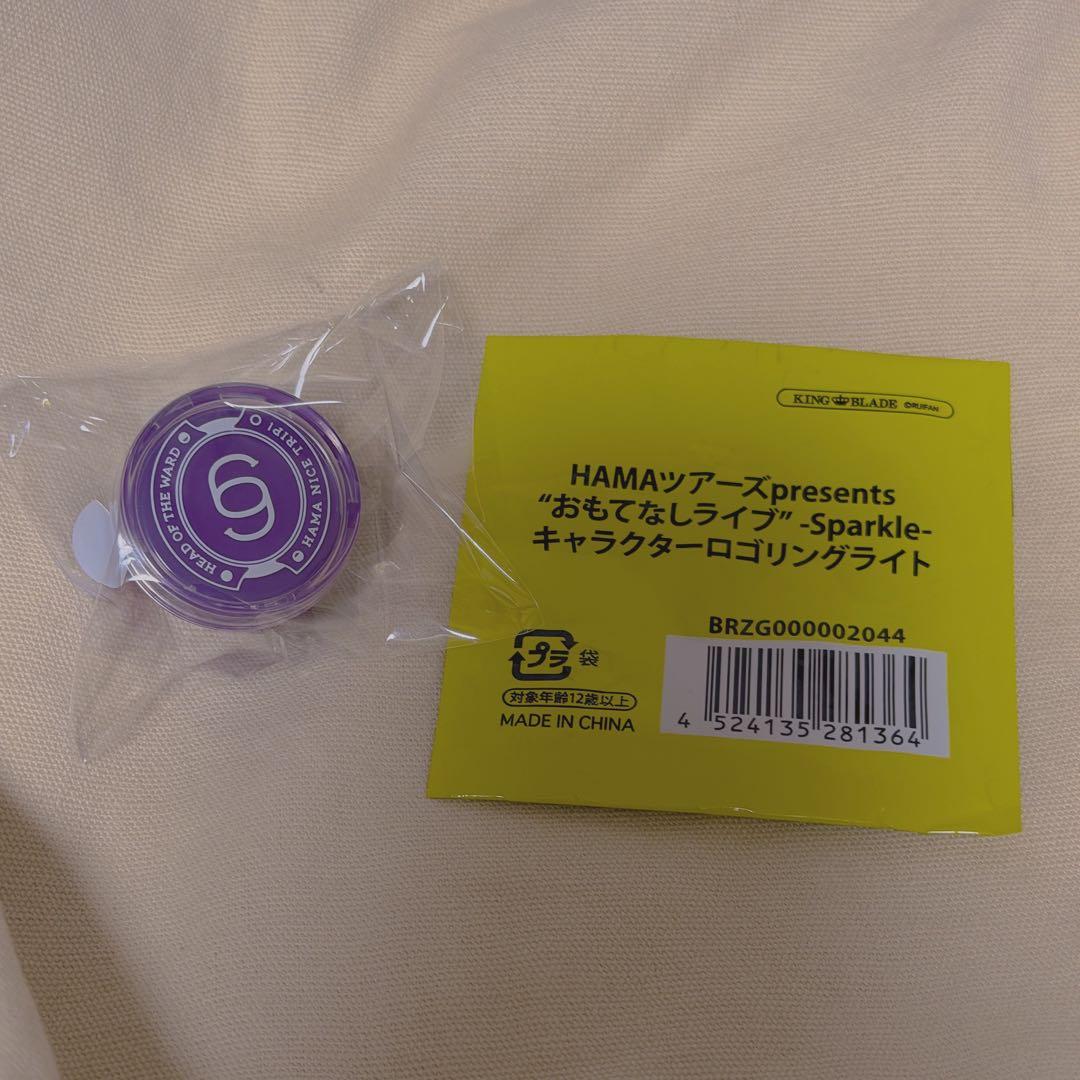 HEAD OF THE WARD
HAMA NICE TRIP!
KING BLADE ©RUIFAN
HAMAツアーズpresents
“おもてなしライブ” -Sparkle-
キャラクターロゴリングライト
BRZG000002044
プラ 袋
対象年齢12歳以上
MADE IN CHINA
4 524135 281364